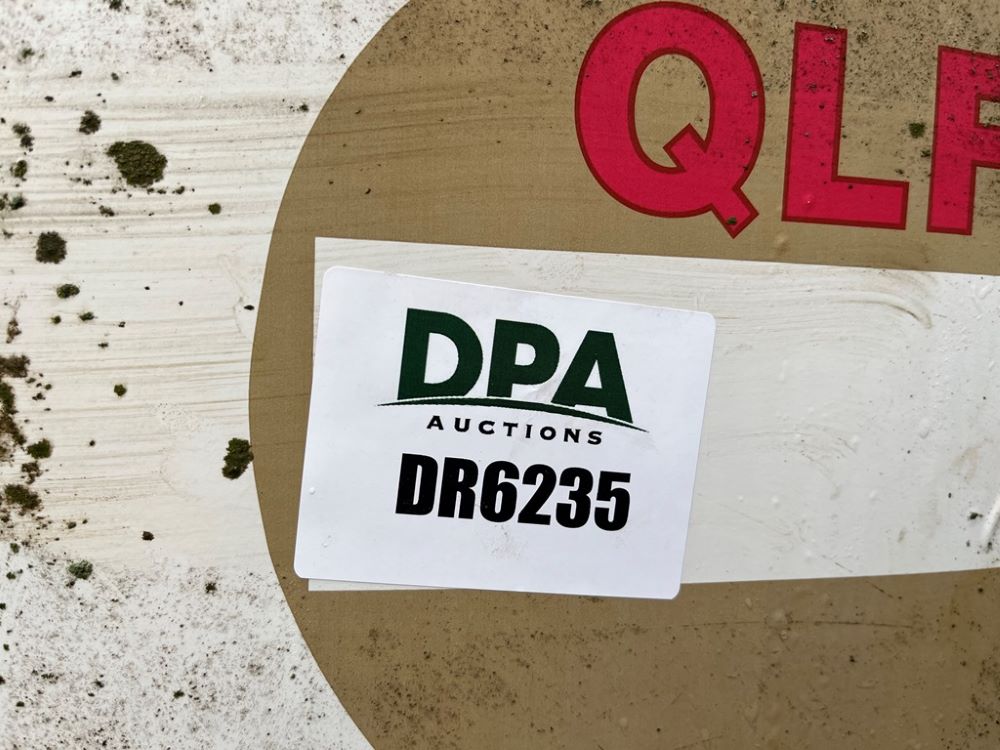 QLF
DPA
AUCTIONS
DR6235